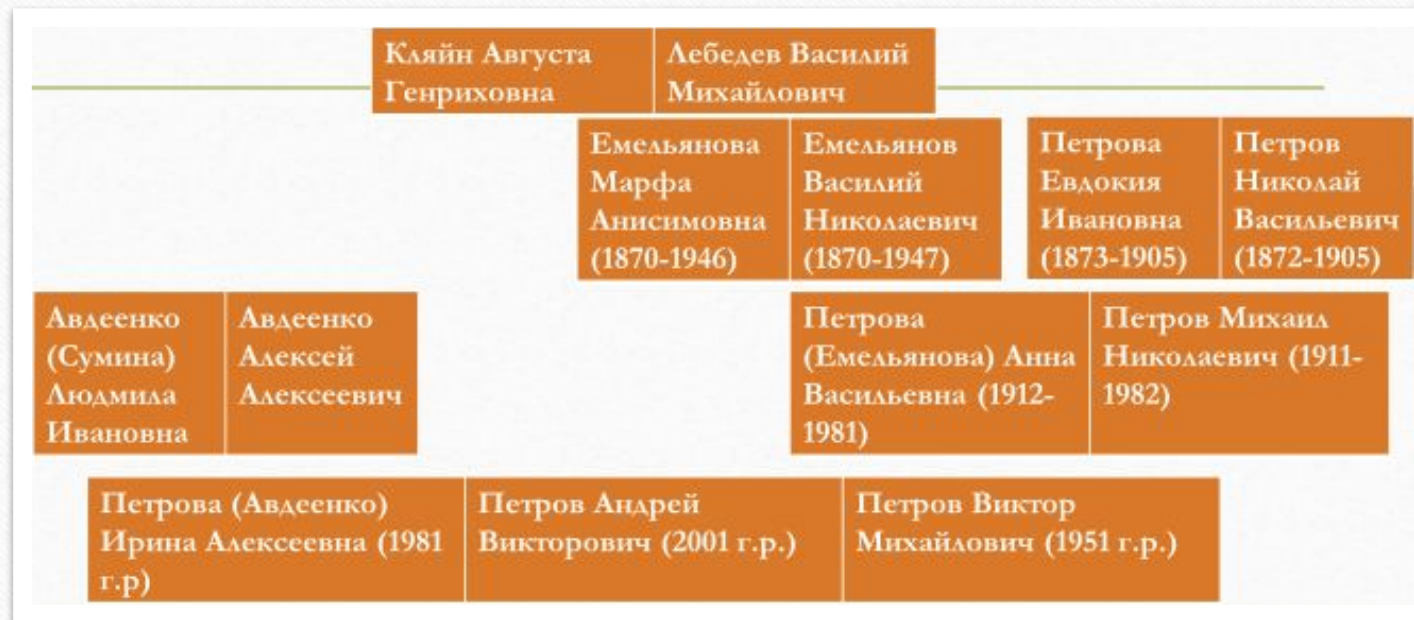 Кляйн Августа
Генриховна
Лебедев Василий
Михайлович
Емельянова
Марфа
Анисимовна
(1870-1946)
Емельянов
Василий
Николаевич
(1870-1947)
Петрова
Евдокия
Ивановна
(1873-1905)
Петров
Николай
Васильевич
(1872-1905)
Авдеенко
(Сумина)
Людмила
Ивановна
Авдеенко
Алексей
Алексеевич
Петрова
(Емельянова) Анна
Васильевна (1912-
1981)
Петров Михаил
Николаевич (1911-
1982)
Петрова (Авдеенко)
Ирина Алексеевна (1981
г.р)
Петров Андрей
Викторович (2001 г.р.)
Петров Виктор
Михайлович (1951 г.р.)